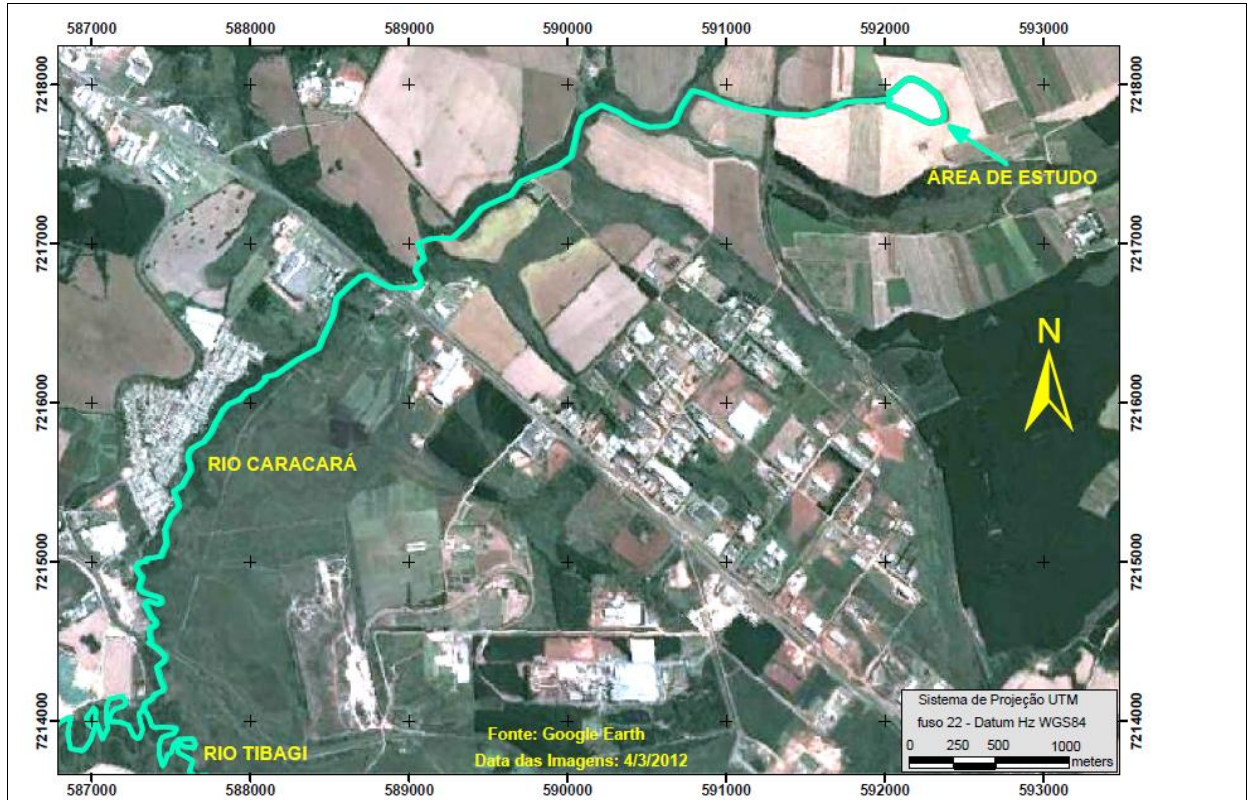 587000 588000 589000 590000 591000 592000 593000
7218000 7218000
ÁREA DE ESTUDO
7217000 7217000
N
7216000 7216000
RIO CARACARÁ
7215000 7215000
Sistema de Projeção UTM
7214000 fuso 22 - Datum Hz WGS84 7214000
Fonte: Google Earth
0 250 500 1000
RIO TIBAGI
Data das Imagens: 4/3/2012
meters
587000 588000 589000 590000 591000 592000 593000